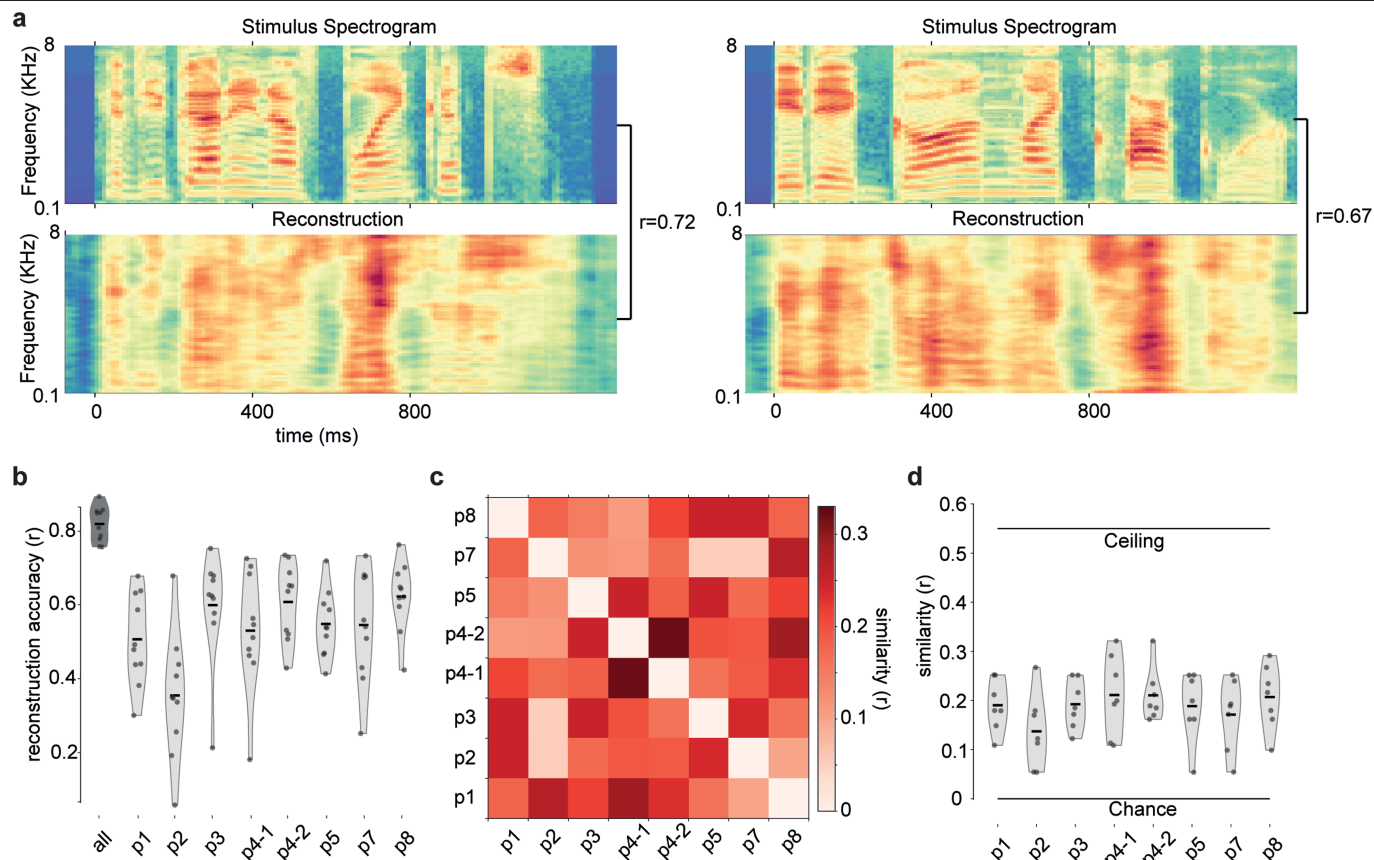 a
Stimulus Spectrogram
8
Frequency (KHz)
0.1
Reconstruction
8
Frequency (KHz)
0.1
0 400 800
time (ms)
r=0.72
Stimulus Spectrogram
8
0.1
Reconstruction
8
0.1
0 400 800
r=0.67
b
reconstruction accuracy (r)
0.8
0.6
0.4
0.2
all p1 p2 p3 p4-1 p4-2 p5 p7 p8
c
p8
p7
p5
p4-2
p4-1
p3
p2
p1
p1 p2 p3 p4-1 p4-2 p5 p7 p8
0.3
0.2
0.1
0
similarity (r)
d
similarity (r)
0.6
0.5
0.4
0.3
0.2
0.1
0
Ceiling
Chance
p1 p2 p3 p4-1 p4-2 p5 p7 p8